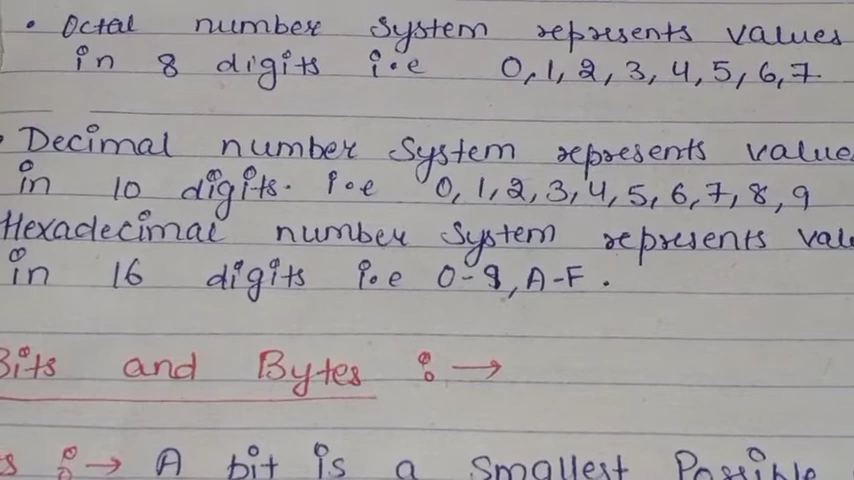 • Octal number System represents values
in 8 digits i.e 0,1,2,3,4,5,6,7.
• Decimal number System represents value
in 10 digits. i.e 0,1,2,3,4,5,6,7,8,9
Hexadecimal number System represents val
in 16 digits i.e 0-9, A-F.
Bits and Bytes :→
s :→ A bit is a Smallest Possible